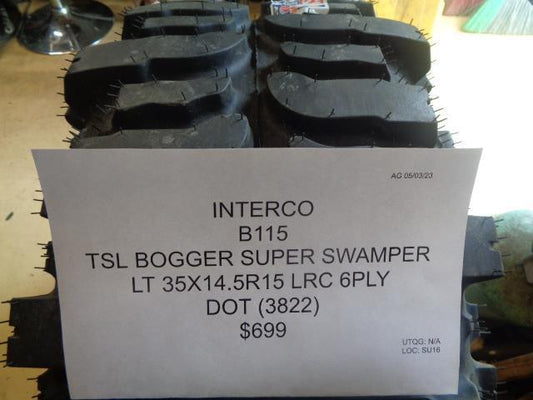 AG 05/03/23
INTERCO
B115
TSL BOGGER SUPER SWAMPER
LT 35X14.5R15 LRC 6PLY
DOT (3822)
$699
UTQG: N/A
LOC: SU16